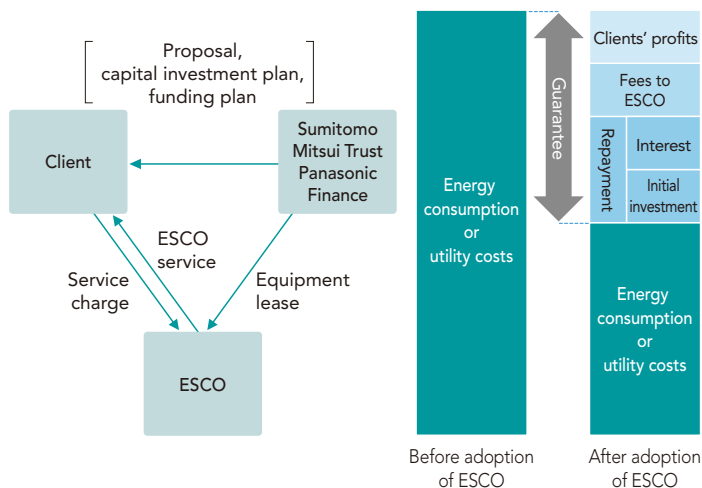 Proposal,
capital investment plan,
funding plan
Client
Sumitomo
Mitsui Trust
Panasonic
Finance
ESCO
service
Service
charge
Equipment
lease
ESCO
Energy
consumption
or
utility costs
Before adoption
of ESCO
Guarantee
Clients’ profits
Fees to
ESCO
Repayment
Interest
Initial
investment
Energy
consumption
or
utility costs
After adoption
of ESCO